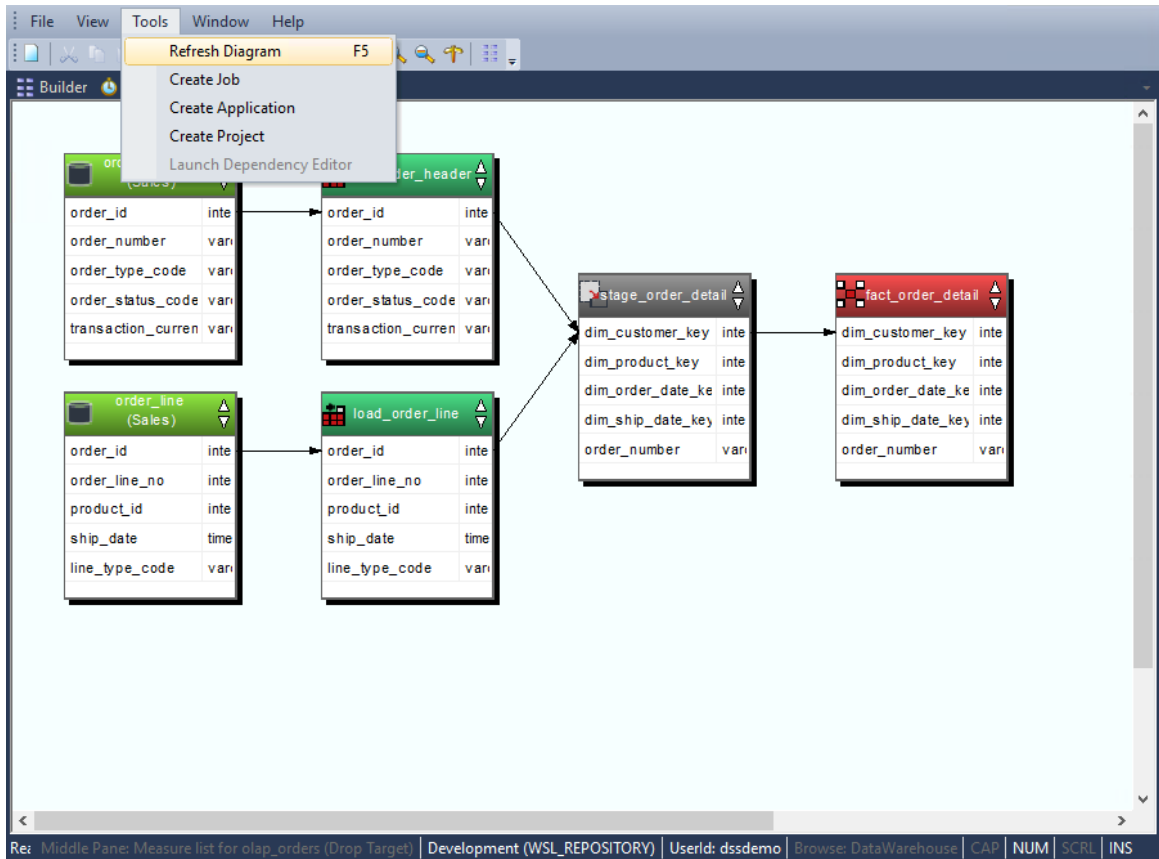 File View Tools Window Help
Refresh Diagram F5
Create Job
Create Application
Create Project
Launch Dependency Editor
Builder
(Sales)
order_id inte
order_number var
order_type_code var
order_status_code var
transaction_curren var
der_header
order_id inte
order_number var
order_type_code var
order_status_code var
transaction_curren var
order_line
(Sales)
order_id inte
order_line_no inte
product_id inte
ship_date time
line_type_code var
load_order_line
order_id inte
order_line_no inte
product_id inte
ship_date time
line_type_code var
stage_order_detail
dim_customer_key inte
dim_product_key inte
dim_order_date_ke inte
dim_ship_date_key inte
order_number var
fact_order_detail
dim_customer_key inte
dim_product_key inte
dim_order_date_ke inte
dim_ship_date_key inte
order_number var
Rea Middle Pane: Measure list for olap_orders (Drop Target) Development (WSL_REPOSITORY) UserId: dssdemo Browse: DataWarehouse CAP NUM SCRL INS